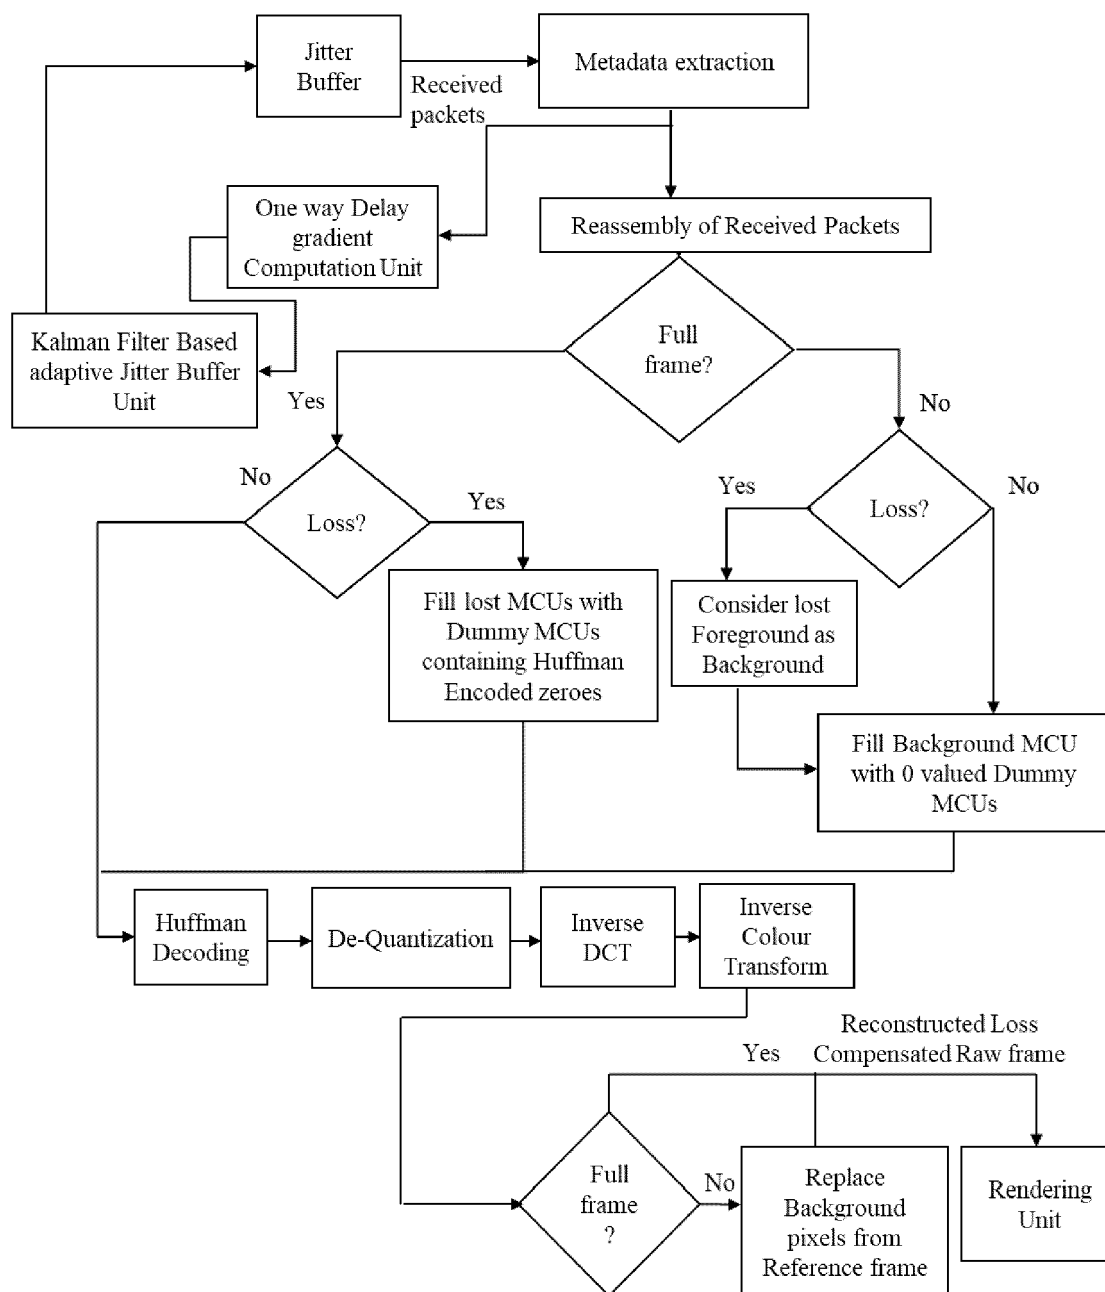 Jitter
Buffer
Metadata extraction
Received
packets
One way Delay
gradient
Computation Unit
Reassembly of Received Packets
Kalman Filter Based
adaptive Jitter Buffer
Unit
Full
frame?
Yes
No
No
Loss?
Yes
Yes
Loss?
No
Fill lost MCUs with
Dummy MCUs
containing Huffman
Encoded zeroes
Consider lost
Foreground as
Background
Fill Background MCU
with 0 valued Dummy
MCUs
Huffman
Decoding
De-Quantization
Inverse
DCT
Inverse
Colour
Transform
Reconstructed Loss
Compensated Raw frame
Yes
Full
frame
?
No
Replace
Background
pixels from
Reference frame
Rendering
Unit